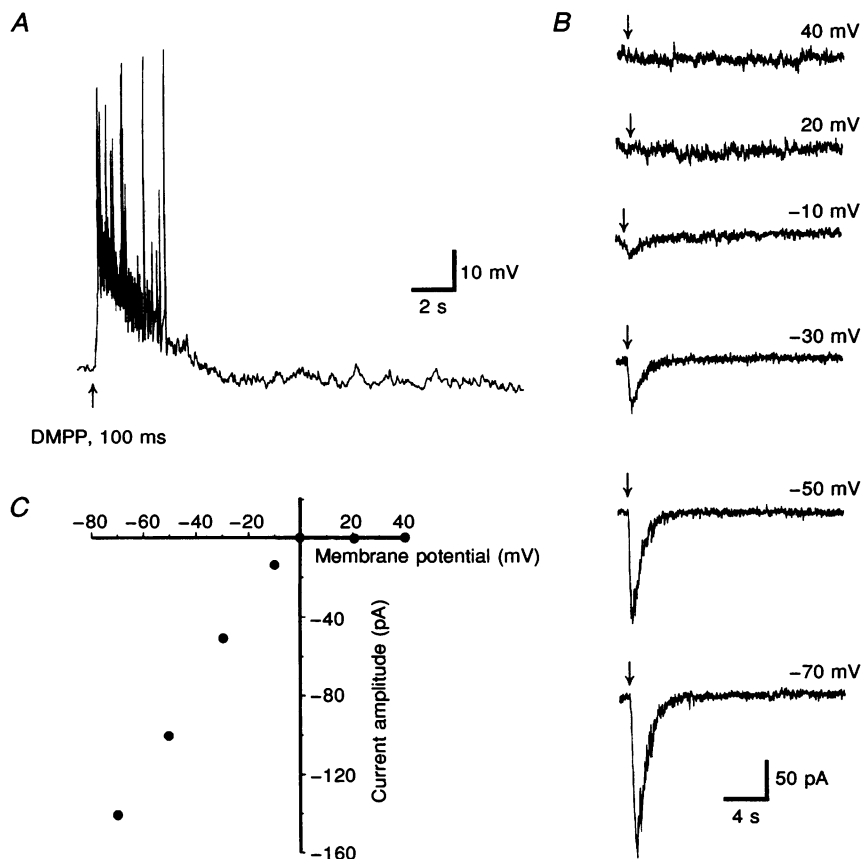 A
10 mV
2 s
DMPP, 100 ms
B
40 mV
20 mV
−10 mV
−30 mV
−50 mV
−70 mV
50 pA
4 s
C
−80 −60 −40 −20 20 40
Membrane potential (mV)
−40
−80
−120
−160
Current amplitude (pA)